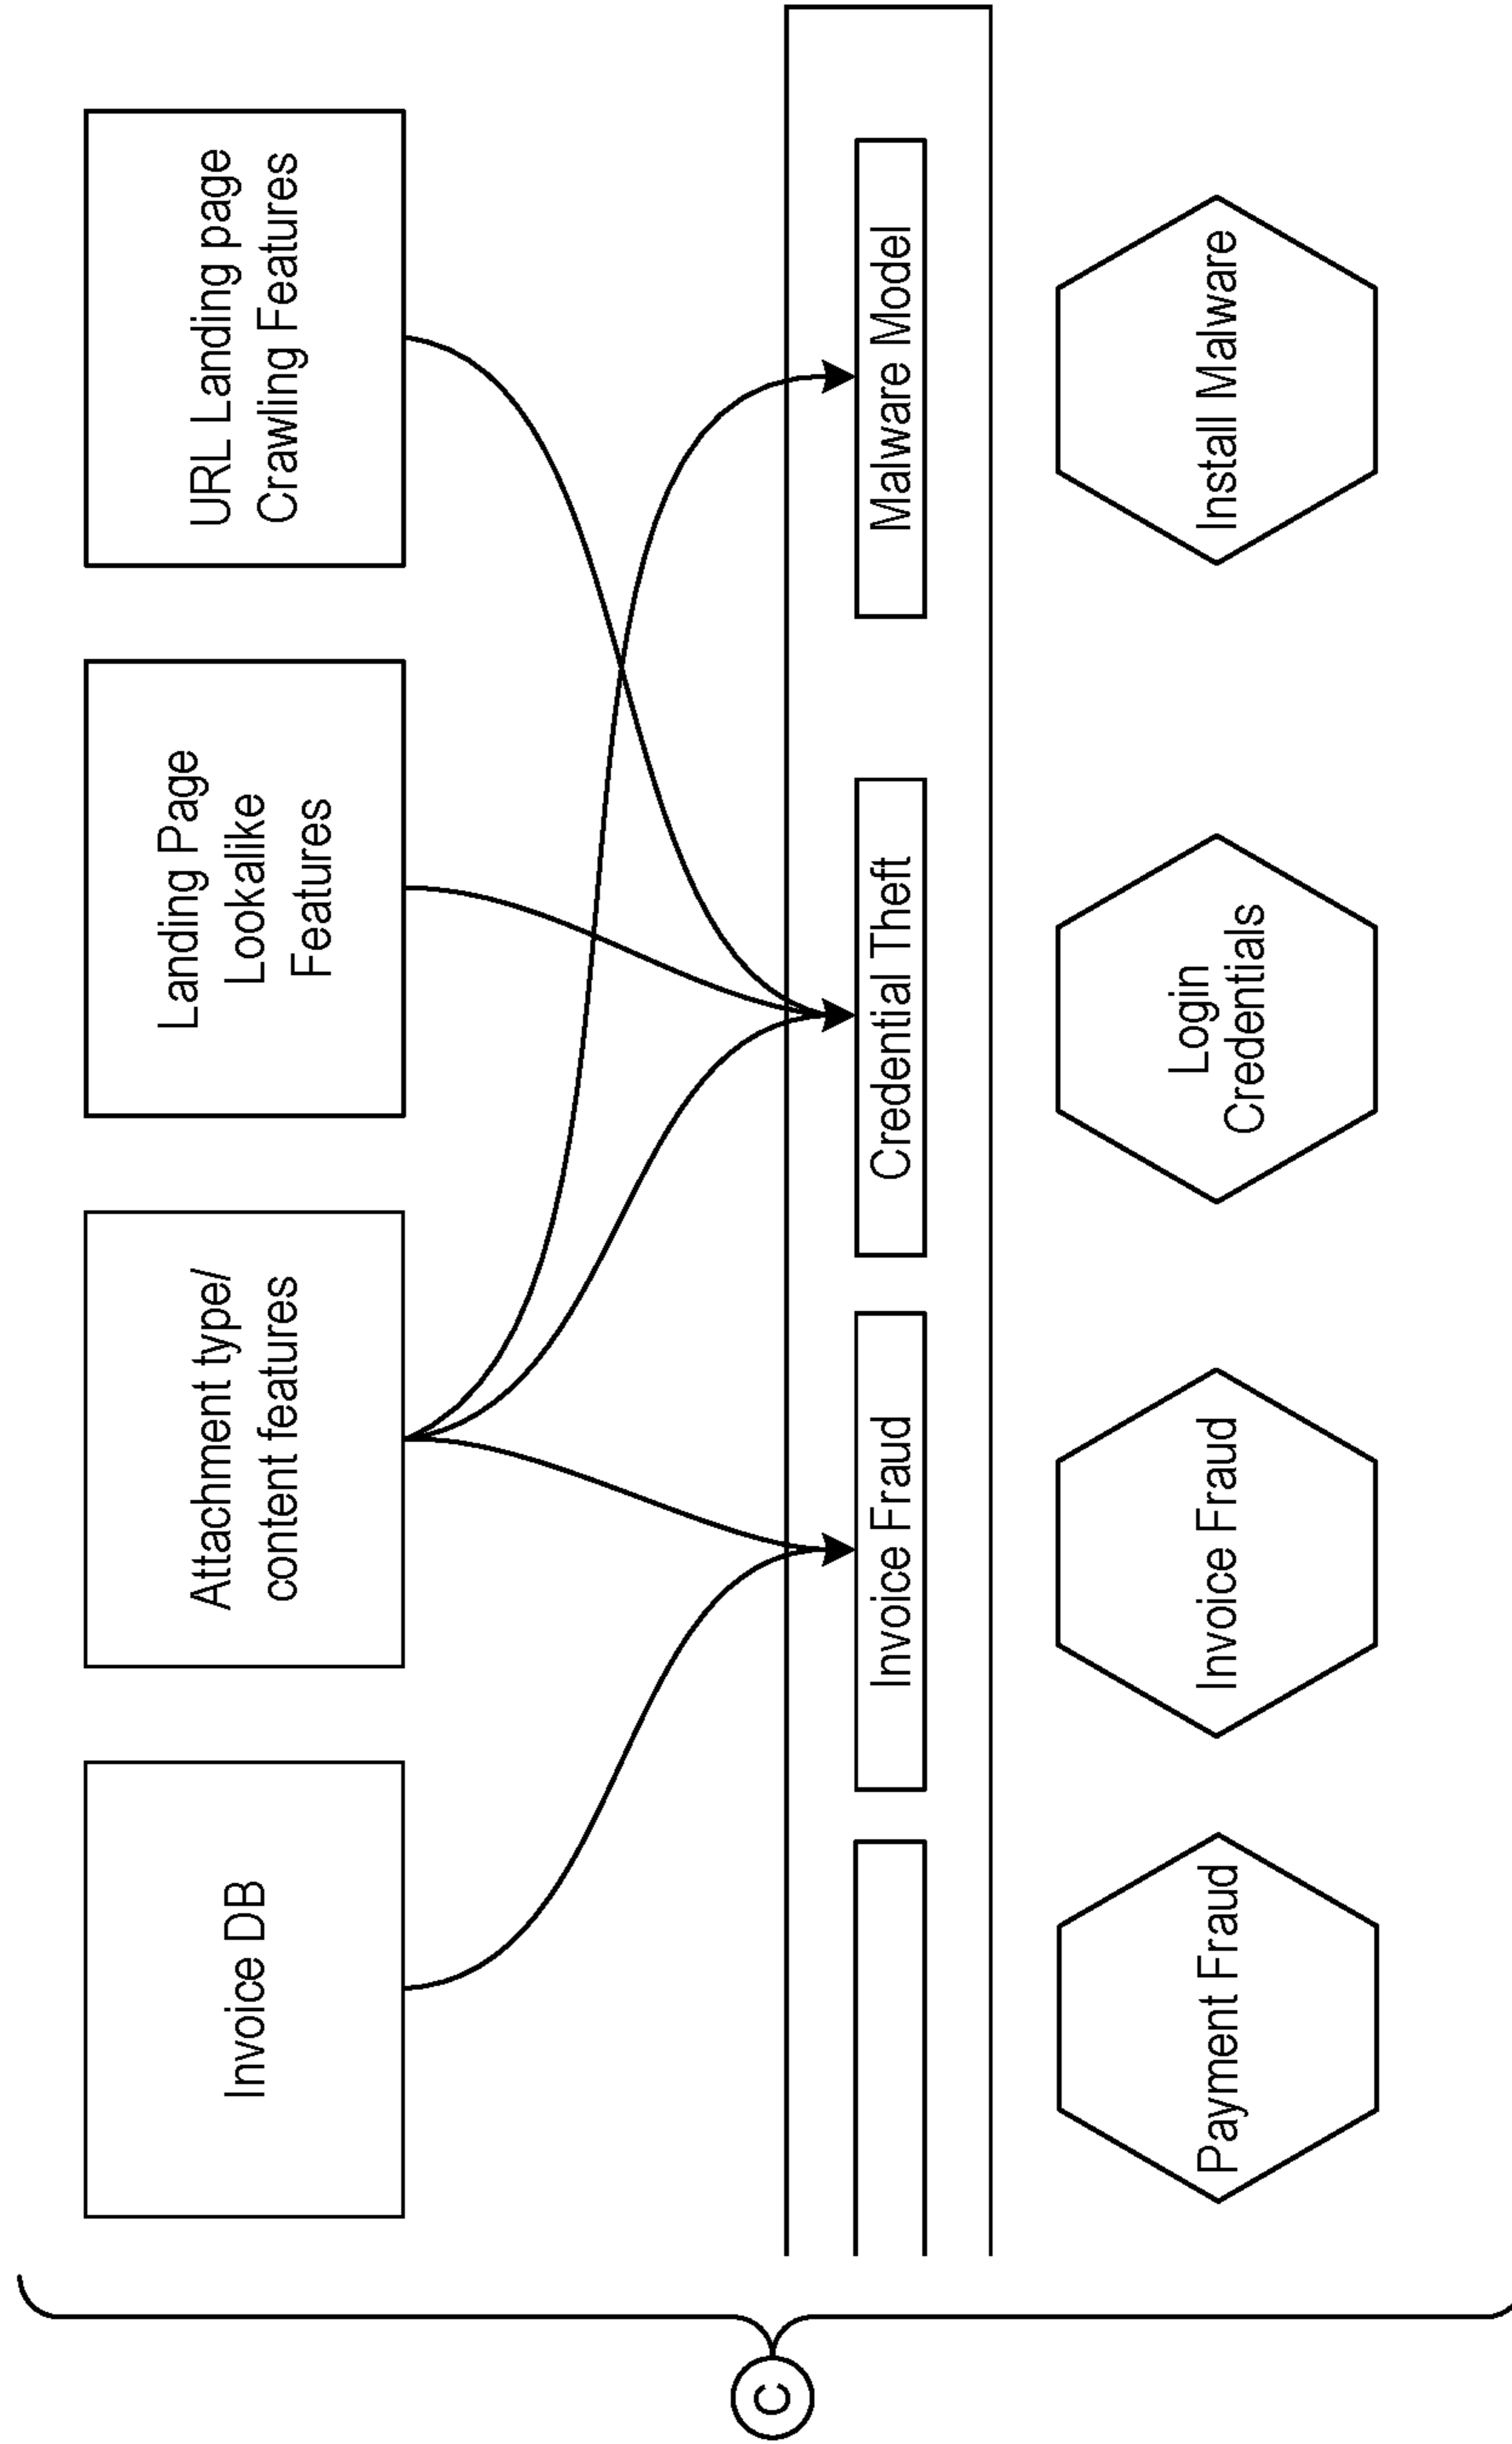 Invoice DB
Attachment type/
content features
Landing Page
Lookalike
Features
URL Landing page
Crawling Features
Invoice Fraud
Credential Theft
Malware Model
Payment Fraud
Invoice Fraud
Login
Credentials
Install Malware
C